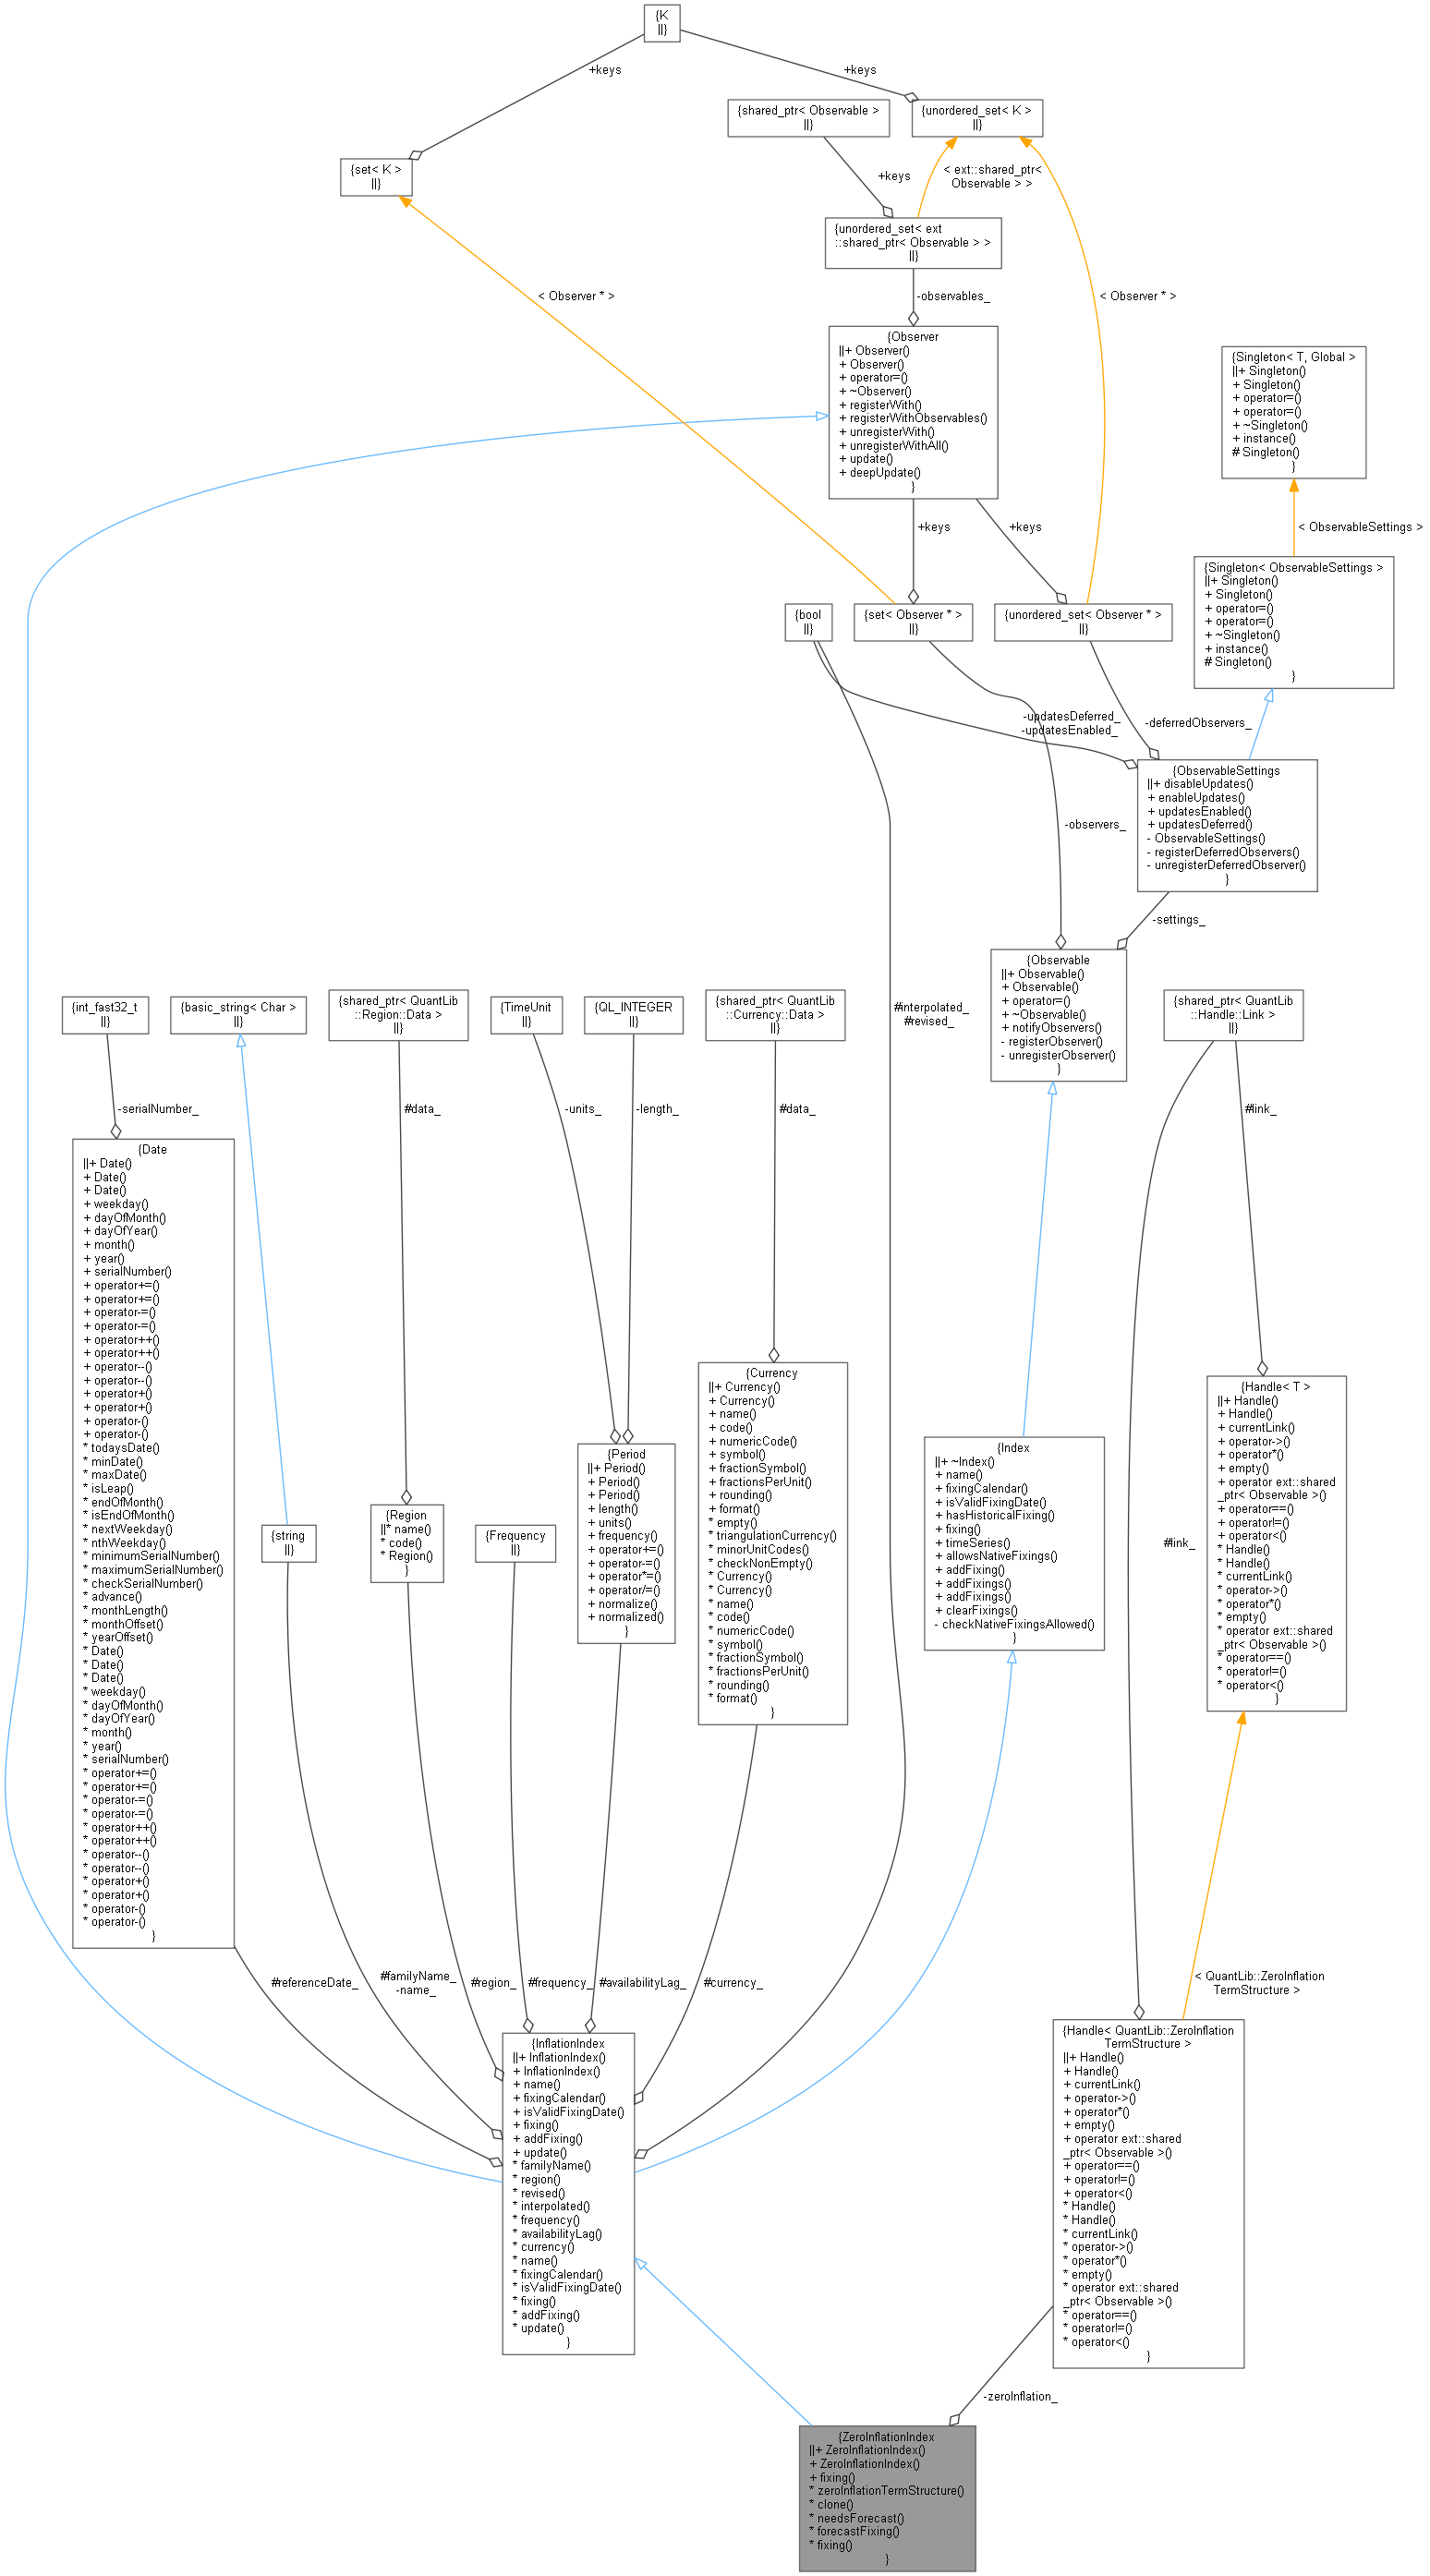 {K
||}
+keys
+keys
{shared_ptr< Observable >
||}
{unordered_set< K >
||}
{set< K >
||}
+keys
< ext::shared_ptr<
Observable > >
{unordered_set< ext
::shared_ptr< Observable > >
||}
< Observer * >
-observables_
< Observer * >
{Observer
||+ Observer()
+ Observer()
+ operator=()
+ ~Observer()
+ registerWith()
+ registerWithObservables()
+ unregisterWith()
+ unregisterWithAll()
+ update()
+ deepUpdate()
}
{Singleton< T, Global >
||+ Singleton()
+ Singleton()
+ operator=()
+ operator=()
+ ~Singleton()
+ instance()
# Singleton()
}
+keys
+keys
< ObservableSettings >
{Singleton< ObservableSettings >
||+ Singleton()
+ Singleton()
+ operator=()
+ operator=()
+ ~Singleton()
+ instance()
# Singleton()
}
{bool
||}
{set< Observer * >
||}
{unordered_set< Observer * >
||}
-updatesDeferred_
-updatesEnabled_
-deferredObservers_
{ObservableSettings
||+ disableUpdates()
+ enableUpdates()
+ updatesEnabled()
+ updatesDeferred()
- ObservableSettings()
- registerDeferredObservers()
- unregisterDeferredObserver()
}
-observers_
-settings_
{Observable
||+ Observable()
+ Observable()
+ operator=()
+ ~Observable()
+ notifyObservers()
- registerObserver()
- unregisterObserver()
}
#interpolated_
#revised_
{int_fast32_t
||}
{basic_string< Char >
||}
{shared_ptr< QuantLib
::Region::Data >
||}
{TimeUnit
||}
{QL_INTEGER
||}
{shared_ptr< QuantLib
::Currency::Data >
||}
{shared_ptr< QuantLib
::Handle::Link >
||}
-serialNumber_
#data_
-units_
-length_
#data_
#link_
{Date
||+ Date()
+ Date()
+ Date()
+ weekday()
+ dayOfMonth()
+ dayOfYear()
+ month()
+ year()
+ serialNumber()
+ operator+=()
+ operator+=()
+ operator-=()
+ operator-=()
+ operator++()
+ operator++()
+ operator--()
+ operator--()
+ operator+()
+ operator+()
+ operator-()
+ operator-()
* todaysDate()
* minDate()
* maxDate()
* isLeap()
* endOfMonth()
* isEndOfMonth()
* nextWeekday()
* nthWeekday()
* minimumSerialNumber()
* maximumSerialNumber()
* checkSerialNumber()
* advance()
* monthLength()
* monthOffset()
* yearOffset()
* Date()
* Date()
* Date()
* weekday()
* dayOfMonth()
* dayOfYear()
* month()
* year()
* serialNumber()
* operator+=()
* operator+=()
* operator-=()
* operator-=()
* operator++()
* operator++()
* operator--()
* operator--()
* operator+()
* operator+()
* operator-()
* operator-()
}
{string
||}
{Region
||* name()
* code()
* Region()
}
{Frequency
||}
{Period
||+ Period()
+ Period()
+ Period()
+ length()
+ units()
+ frequency()
+ operator+=()
+ operator-=()
+ operator*=()
+ operator/=()
+ normalize()
+ normalized()
}
{Currency
||+ Currency()
+ Currency()
+ name()
+ code()
+ numericCode()
+ symbol()
+ fractionSymbol()
+ fractionsPerUnit()
+ rounding()
+ format()
* empty()
* triangulationCurrency()
* minorUnitCodes()
* checkNonEmpty()
* Currency()
* Currency()
* name()
* code()
* numericCode()
* symbol()
* fractionSymbol()
* fractionsPerUnit()
* rounding()
* format()
}
{Index
||+ ~Index()
+ name()
+ fixingCalendar()
+ isValidFixingDate()
+ hasHistoricalFixing()
+ fixing()
+ timeSeries()
+ allowsNativeFixings()
+ addFixing()
+ addFixings()
+ addFixings()
+ clearFixings()
- checkNativeFixingsAllowed()
}
#link_
{Handle< T >
||+ Handle()
+ Handle()
+ currentLink()
+ operator->()
+ operator*()
+ empty()
+ operator ext::shared
_ptr< Observable >()
+ operator==()
+ operator!=()
+ operator<()
* Handle()
* Handle()
* currentLink()
* operator->()
* operator*()
* empty()
* operator ext::shared
_ptr< Observable >()
* operator==()
* operator!=()
* operator<()
}
#referenceDate_
#familyName_
-name_
#region_
#frequency_
#availabilityLag_
#currency_
< QuantLib::ZeroInflation
TermStructure >
{InflationIndex
||+ InflationIndex()
+ InflationIndex()
+ name()
+ fixingCalendar()
+ isValidFixingDate()
+ fixing()
+ addFixing()
+ update()
* familyName()
* region()
* revised()
* interpolated()
* frequency()
* availabilityLag()
* currency()
* name()
* fixingCalendar()
* isValidFixingDate()
* fixing()
* addFixing()
* update()
}
{Handle< QuantLib::ZeroInflation
TermStructure >
||+ Handle()
+ Handle()
+ currentLink()
+ operator->()
+ operator*()
+ empty()
+ operator ext::shared
_ptr< Observable >()
+ operator==()
+ operator!=()
+ operator<()
* Handle()
* Handle()
* currentLink()
* operator->()
* operator*()
* empty()
* operator ext::shared
_ptr< Observable >()
* operator==()
* operator!=()
* operator<()
}
-zeroInflation_
{ZeroInflationIndex
||+ ZeroInflationIndex()
+ ZeroInflationIndex()
+ fixing()
* zeroInflationTermStructure()
* clone()
* needsForecast()
* forecastFixing()
* fixing()
}